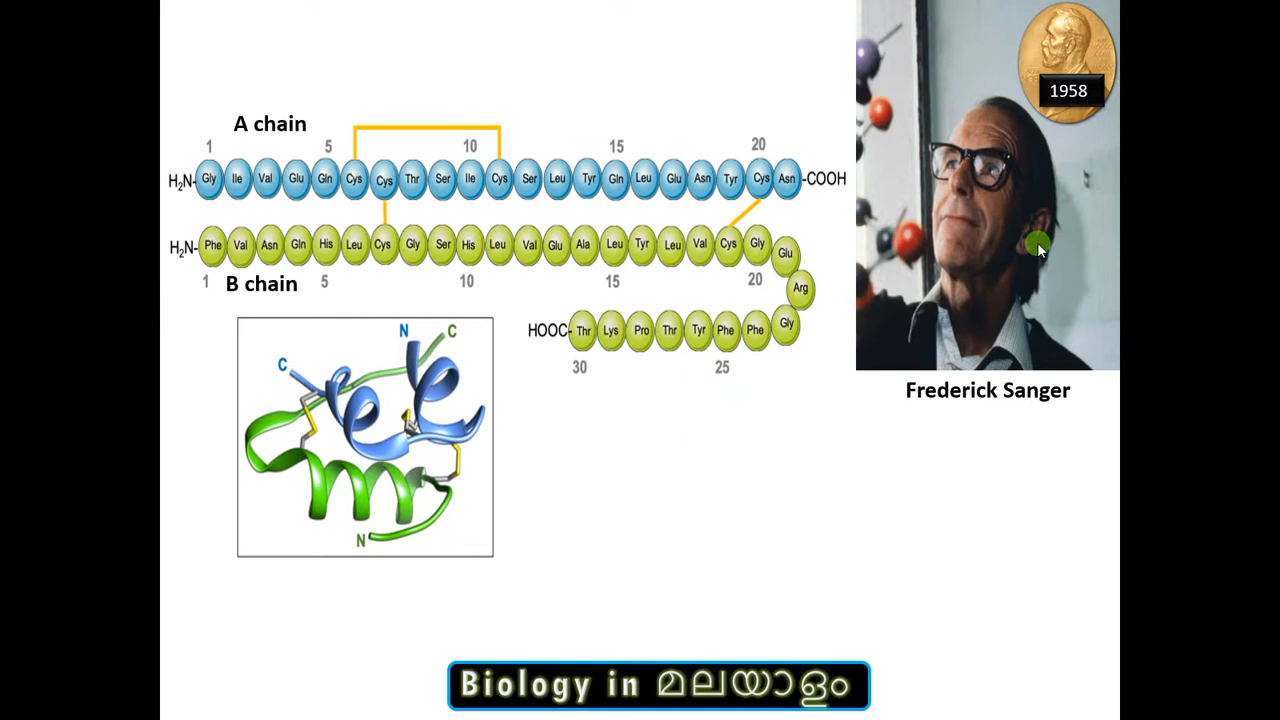 1958
A chain
1 5 10 15 20
H₂N- Gly Ile Val Glu Gln Cys Cys Thr Ser Ile Cys Ser Leu Tyr Gln Leu Glu Asn Tyr Cys Asn -COOH
H₂N- Phe Val Asn Gln His Leu Cys Gly Ser His Leu Val Glu Ala Leu Tyr Leu Val Cys Gly Glu
1 B chain 5 10 15 20
Arg
HOOC- Thr Lys Pro Thr Tyr Phe Phe Gly
30 25
Frederick Sanger
N C
C
N
Biology in മലയാളം